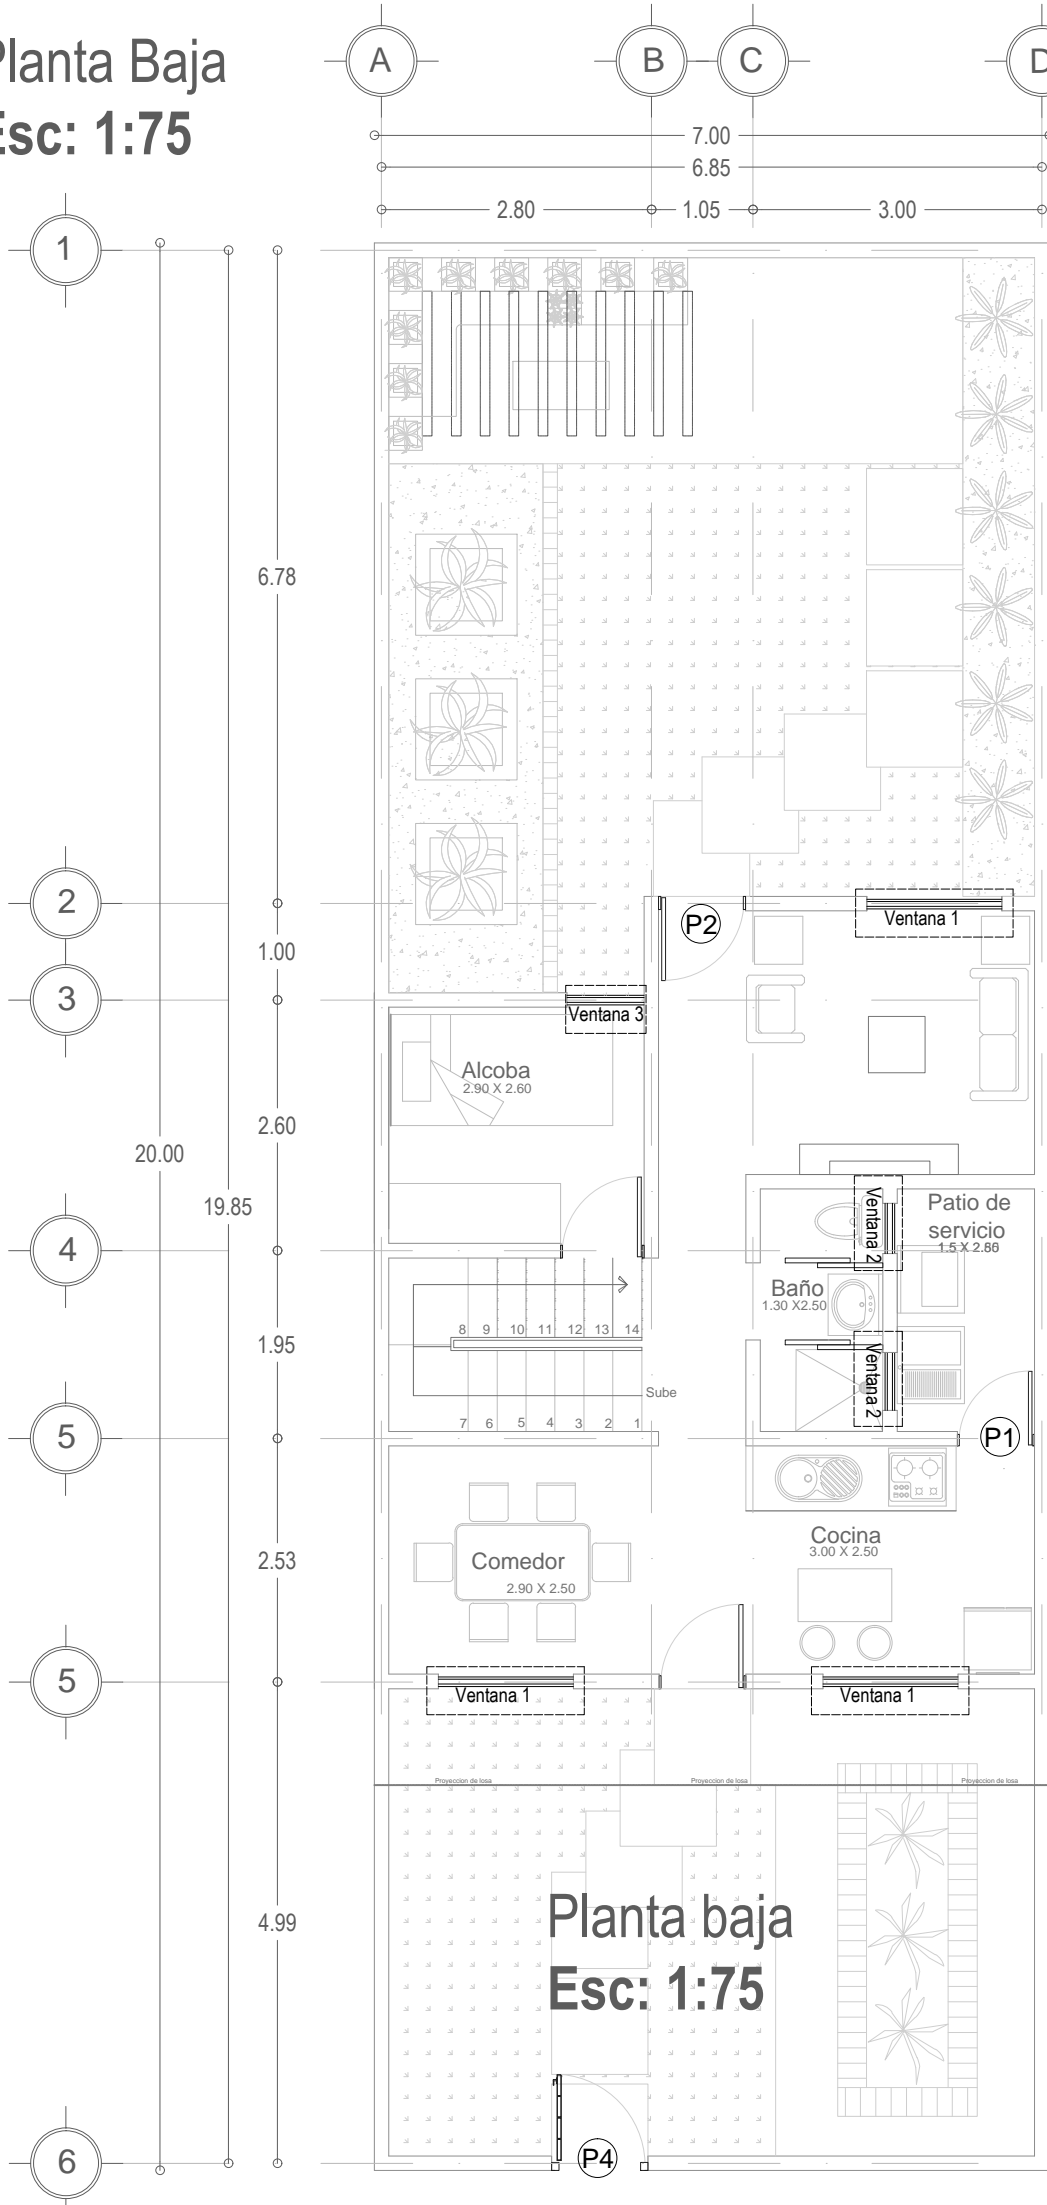 lanta Baja
Esc: 1:75
A
B
C
D
7.00
6.85
2.80
1.05
3.00
1
6.78
2
P2
Ventana 1
1.00
3
Ventana 3
Alcoba
2.90 X 2.60
2.60
20.00
19.85
4
Ventana 2
Patio de
servicio
Baño
1.30 X2.50
8 9 10 11 12 13 14
1.95
Ventana 2
Sube
7 6 5 4 3 2 1
5
P1
Cocina
3.00 X 2.50
2.53
Comedor
2.90 X 2.50
5
Ventana 1
Ventana 1
Proyeccion de losa
Proyeccion de losa
Proyeccion de losa
4.99
Planta baja
Esc: 1:75
6
P4